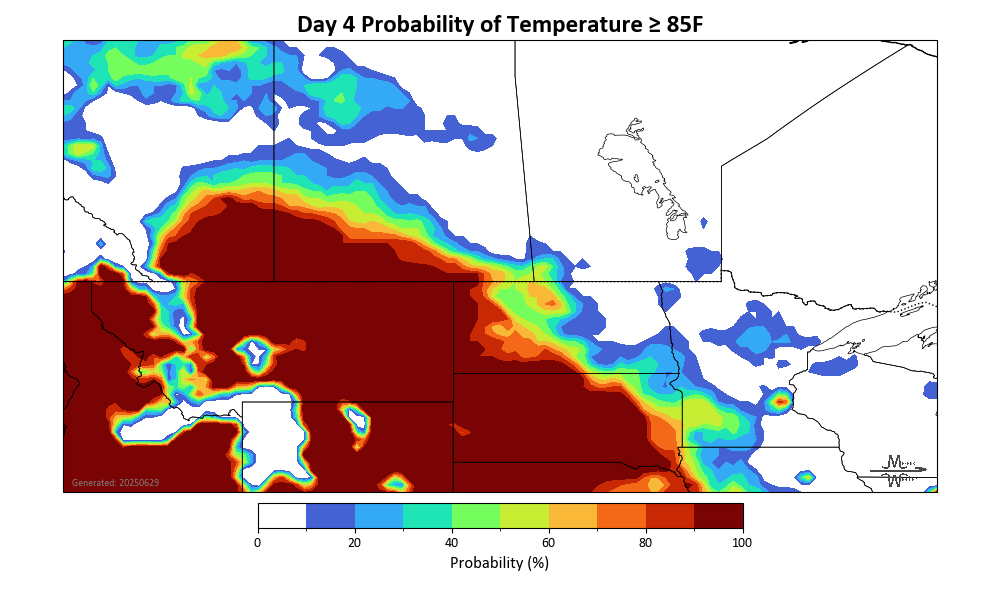 Day 4 Probability of Temperature ≥ 85F
Generated: 20250629
0 20 40 60 80 100
Probability (%)